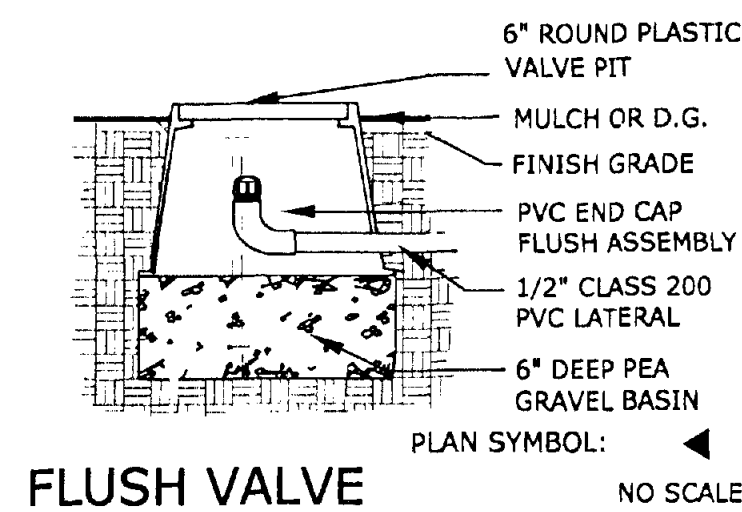 6" ROUND PLASTIC
VALVE PIT
MULCH OR D.G.
FINISH GRADE
PVC END CAP
FLUSH ASSEMBLY
1/2" CLASS 200
PVC LATERAL
6" DEEP PEA
GRAVEL BASIN
PLAN SYMBOL:
FLUSH VALVE
NO SCALE